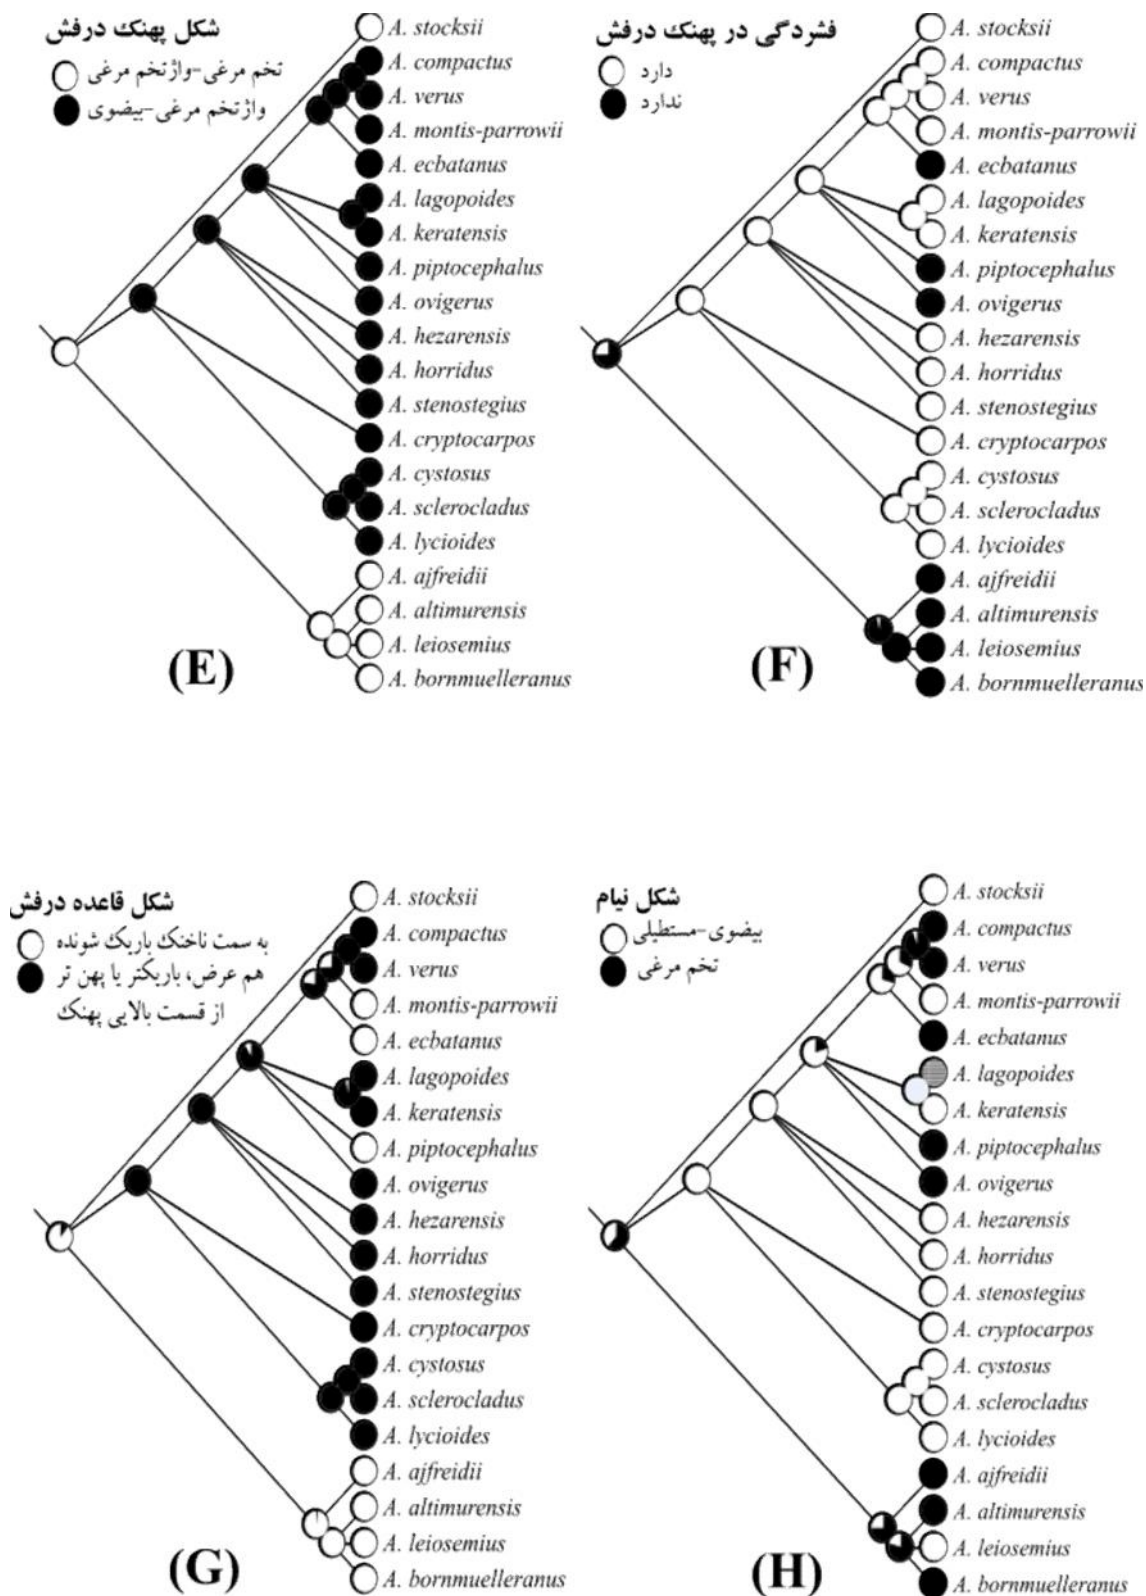 شکل پهنک درفش
تخم مرغی-واژتخم مرغی
واژتخم مرغی-بیضوی
A. stocksii
A. compactus
A. verus
A. montis-parrowii
A. ecbatanus
A. lagopoides
A. keratensis
A. piptocephalus
A. ovigerus
A. hezarensis
A. horridus
A. stenostegius
A. cryptocarpos
A. cystosus
A. sclerocladus
A. lycioides
A. ajfreidii
A. altimurensis
A. leiosemius
A. bornmuelleranus
(E)
فشردگی در پهنک درفش
دارد
ندارد
A. stocksii
A. compactus
A. verus
A. montis-parrowii
A. ecbatanus
A. lagopoides
A. keratensis
A. piptocephalus
A. ovigerus
A. hezarensis
A. horridus
A. stenostegius
A. cryptocarpos
A. cystosus
A. sclerocladus
A. lycioides
A. ajfreidii
A. altimurensis
A. leiosemius
A. bornmuelleranus
(F)
شکل قاعده درفش
به سمت ناخنک باریک شونده
هم عرض، باریکتر یا پهن تر
از قسمت بالایی پهنک
A. stocksii
A. compactus
A. verus
A. montis-parrowii
A. ecbatanus
A. lagopoides
A. keratensis
A. piptocephalus
A. ovigerus
A. hezarensis
A. horridus
A. stenostegius
A. cryptocarpos
A. cystosus
A. sclerocladus
A. lycioides
A. ajfreidii
A. altimurensis
A. leiosemius
A. bornmuelleranus
(G)
شکل نیام
بیضوی-مستطیلی
تخم مرغی
A. stocksii
A. compactus
A. verus
A. montis-parrowii
A. ecbatanus
A. lagopoides
A. keratensis
A. piptocephalus
A. ovigerus
A. hezarensis
A. horridus
A. stenostegius
A. cryptocarpos
A. cystosus
A. sclerocladus
A. lycioides
A. ajfreidii
A. altimurensis
A. leiosemius
A. bornmuelleranus
(H)